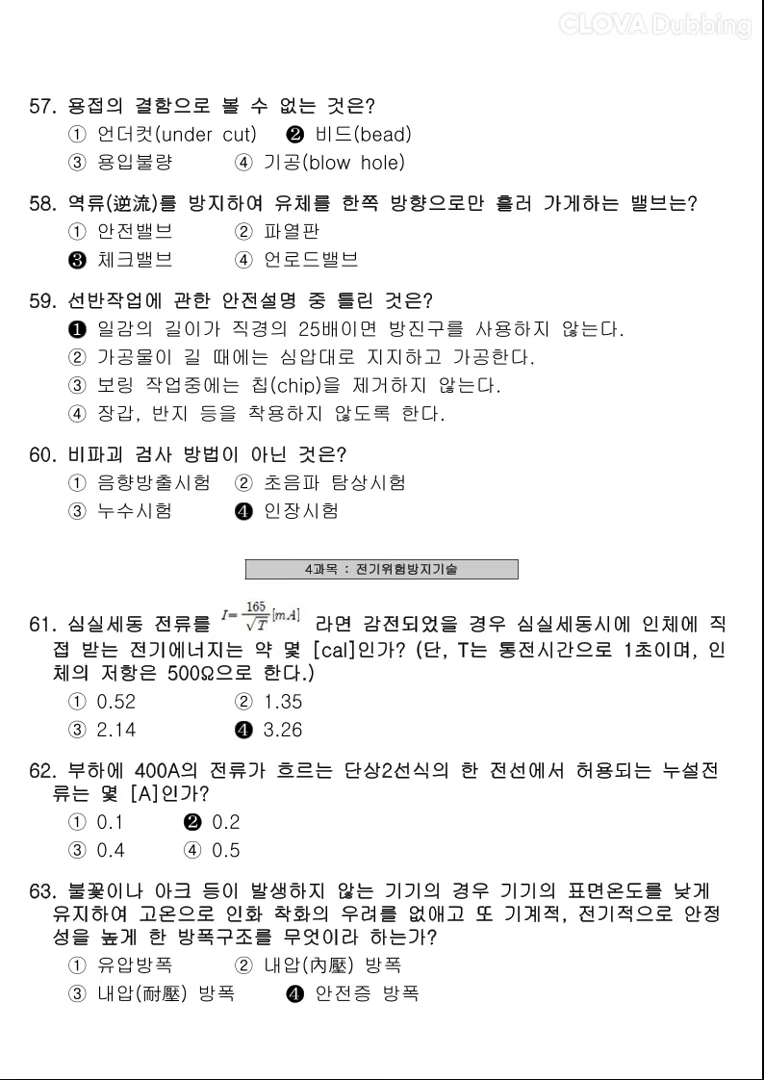 CLOVA Dubbing
57. 용접의 결함으로 볼 수 없는 것은?
① 언더컷(under cut) ❷ 비드(bead)
③ 용입불량 ④ 기공(blow hole)
58. 역류(逆流)를 방지하여 유체를 한쪽 방향으로만 흘러 가게하는 밸브는?
① 안전밸브 ② 파열판
❸ 체크밸브 ④ 언로드밸브
59. 선반작업에 관한 안전설명 중 틀린 것은?
❶ 일감의 길이가 직경의 25배이면 방진구를 사용하지 않는다.
② 가공물이 길 때에는 심압대로 지지하고 가공한다.
③ 보링 작업중에는 칩(chip)을 제거하지 않는다.
④ 장갑, 반지 등을 착용하지 않도록 한다.
60. 비파괴 검사 방법이 아닌 것은?
① 음향방출시험 ② 초음파 탐상시험
③ 누수시험 ❹ 인장시험
4과목 : 전기위험방지기술
61. 심실세동 전류를 I=165/√T[mA] 라면 감전되었을 경우 심실세동시에 인체에 직
접 받는 전기에너지는 약 몇 [cal]인가? (단, T는 통전시간으로 1초이며, 인
체의 저항은 500Ω으로 한다.)
① 0.52 ② 1.35
③ 2.14 ❹ 3.26
62. 부하에 400A의 전류가 흐르는 단상2선식의 한 전선에서 허용되는 누설전
류는 몇 [A]인가?
① 0.1 ❷ 0.2
③ 0.4 ④ 0.5
63. 불꽃이나 아크 등이 발생하지 않는 기기의 경우 기기의 표면온도를 낮게
유지하여 고온으로 인화 착화의 우려를 없애고 또 기계적, 전기적으로 안정
성을 높게 한 방폭구조를 무엇이라 하는가?
① 유압방폭 ② 내압(內壓) 방폭
③ 내압(耐壓) 방폭 ❹ 안전증 방폭